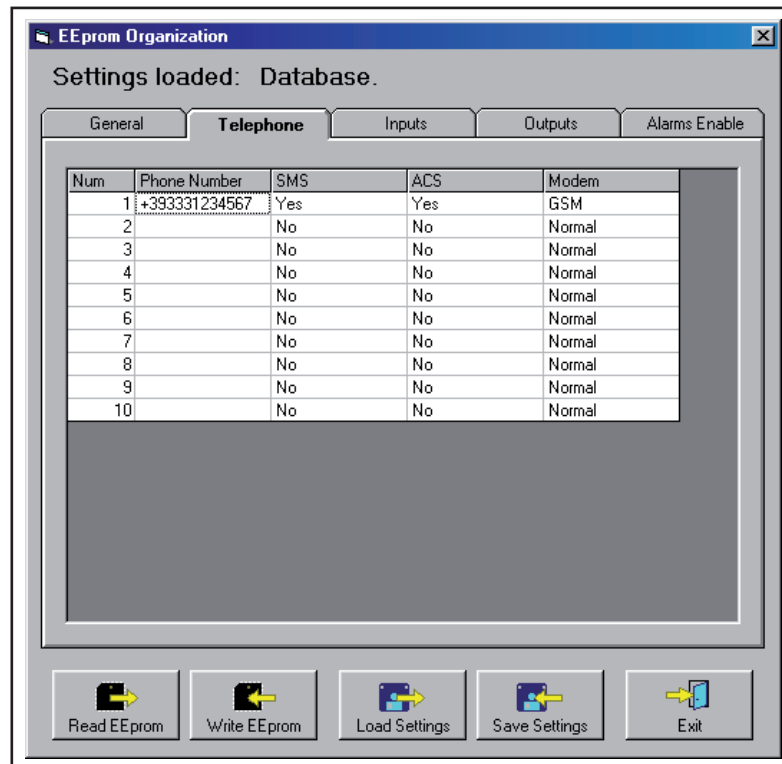 EEprom Organization
Settings loaded: Database.
General Telephone Inputs Outputs Alarms Enable
Num Phone Number SMS ACS Modem
1 +393331234567 Yes Yes GSM
2 No No Normal
3 No No Normal
4 No No Normal
5 No No Normal
6 No No Normal
7 No No Normal
8 No No Normal
9 No No Normal
10 No No Normal
Read EEprom Write EEprom Load Settings Save Settings Exit